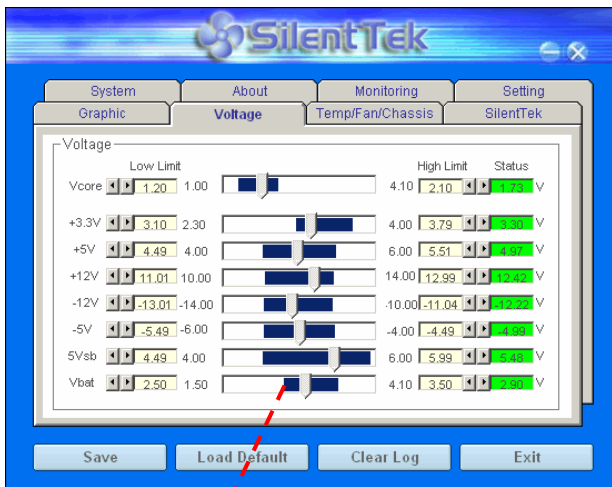 SilentTek
System About Monitoring Setting
Graphic Voltage Temp/Fan/Chassis SilentTek
Voltage
Low Limit High Limit Status
Vcore 1.20 1.00 4.10 2.10 1.73 V
+3.3V 3.10 2.30 4.00 3.79 3.30 V
+5V 4.49 4.00 6.00 5.51 4.97 V
+12V 11.01 10.00 14.00 12.99 12.42 V
-12V -13.01 -14.00 -10.00 -11.04 -12.22 V
-5V -5.49 -6.00 -4.00 -4.49 -4.99 V
5Vsb 4.49 4.00 6.00 5.99 5.48 V
Vbat 2.50 1.50 4.10 3.50 2.90 V
Save Load Default Clear Log Exit